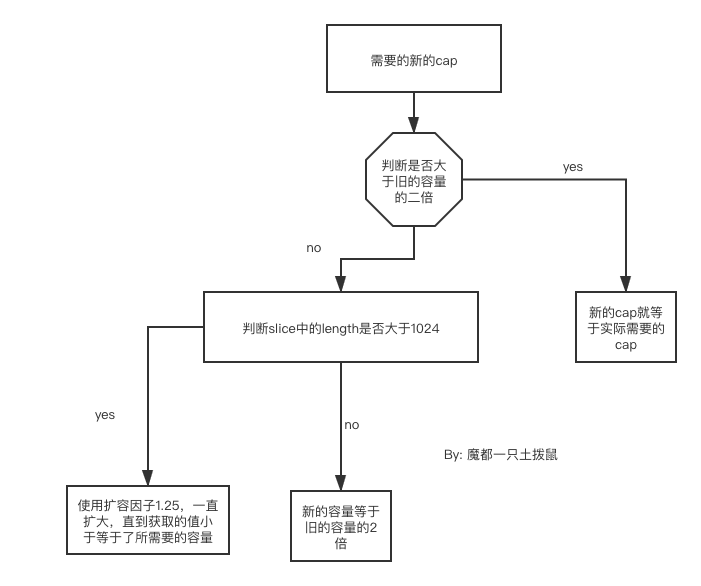 需要的新的cap
判断是否大
于旧的容量
的二倍
yes
no
新的cap就等
于实际需要的
cap
判断slice中的length是否大于1024
yes
no
By: 魔都一只土拨鼠
使用扩容因子1.25，一直
扩大，直到获取的值小
于等于了所需要的容量
新的容量等于
旧的容量的2
倍